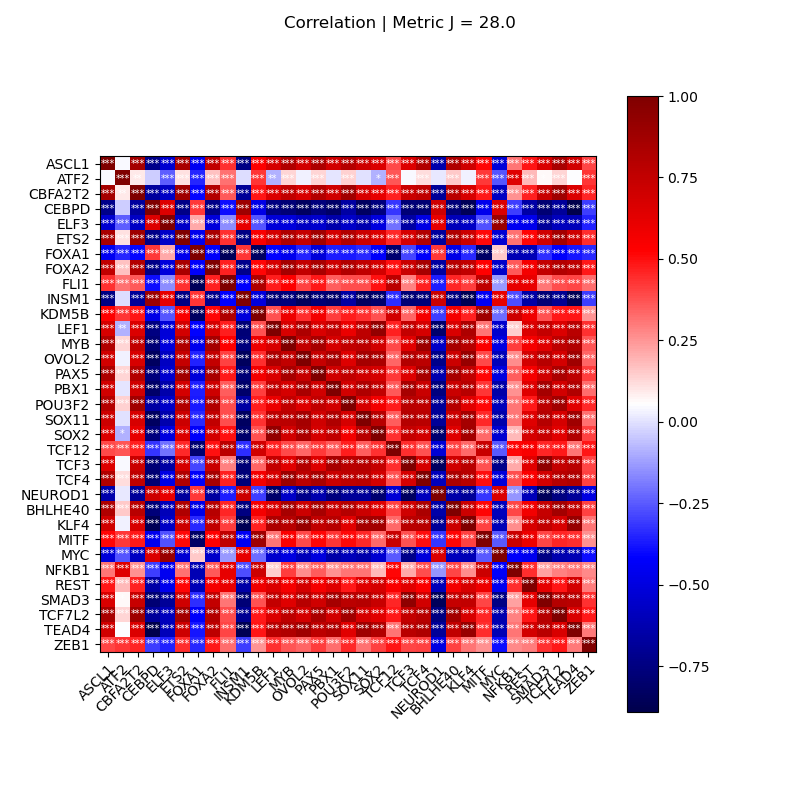 Correlation | Metric J = 28.0
ASCL1
ATF2
CBFA2T2
CEBPD
ELF3
ETS2
FOXA1
FOXA2
FLI1
INSM1
KDM5B
LEF1
MYB
OVOL2
PAX5
PBX1
POU3F2
SOX11
SOX2
TCF12
TCF3
TCF4
NEUROD1
BHLHE40
KLF4
MITF
MYC
NFKB1
REST
SMAD3
TCF7L2
TEAD4
ZEB1
ASCL1
ATF2
CBFA2T2
CEBPD
ELF3
ETS2
FOXA1
FOXA2
FLI1
INSM1
KDM5B
LEF1
MYB
OVOL2
PAX5
PBX1
POU3F2
SOX11
SOX2
TCF12
TCF3
TCF4
NEUROD1
BHLHE40
KLF4
MITF
MYC
NFKB1
REST
SMAD3
TCF7L2
TEAD4
ZEB1
1.00
0.75
0.50
0.25
0.00
−0.25
−0.50
−0.75